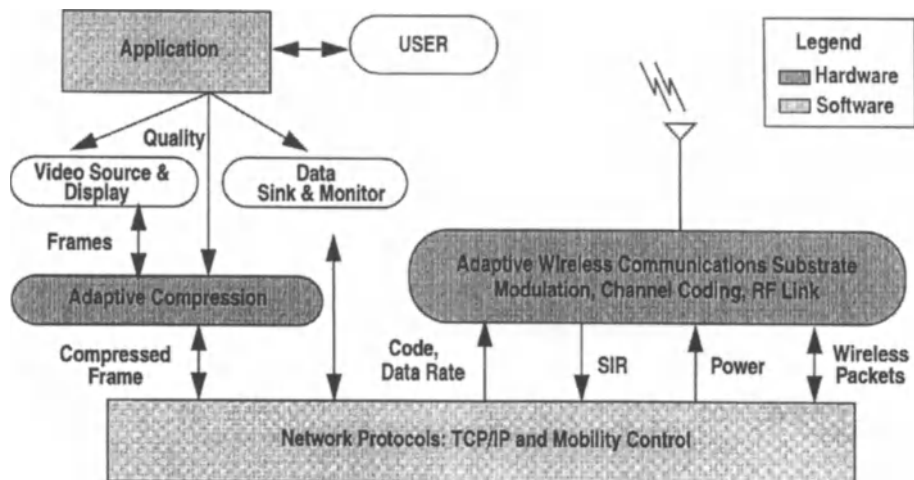 Application
USER
Legend
Hardware
Software
Quality
Video Source &
Display
Data
Sink & Monitor
Frames
Adaptive Compression
Adaptive Wireless Communications Substrate
Modulation, Channel Coding, RF Link
Compressed
Frame
Code,
Data Rate
SIR
Power
Wireless
Packets
Network Protocols: TCP/IP and Mobility Control